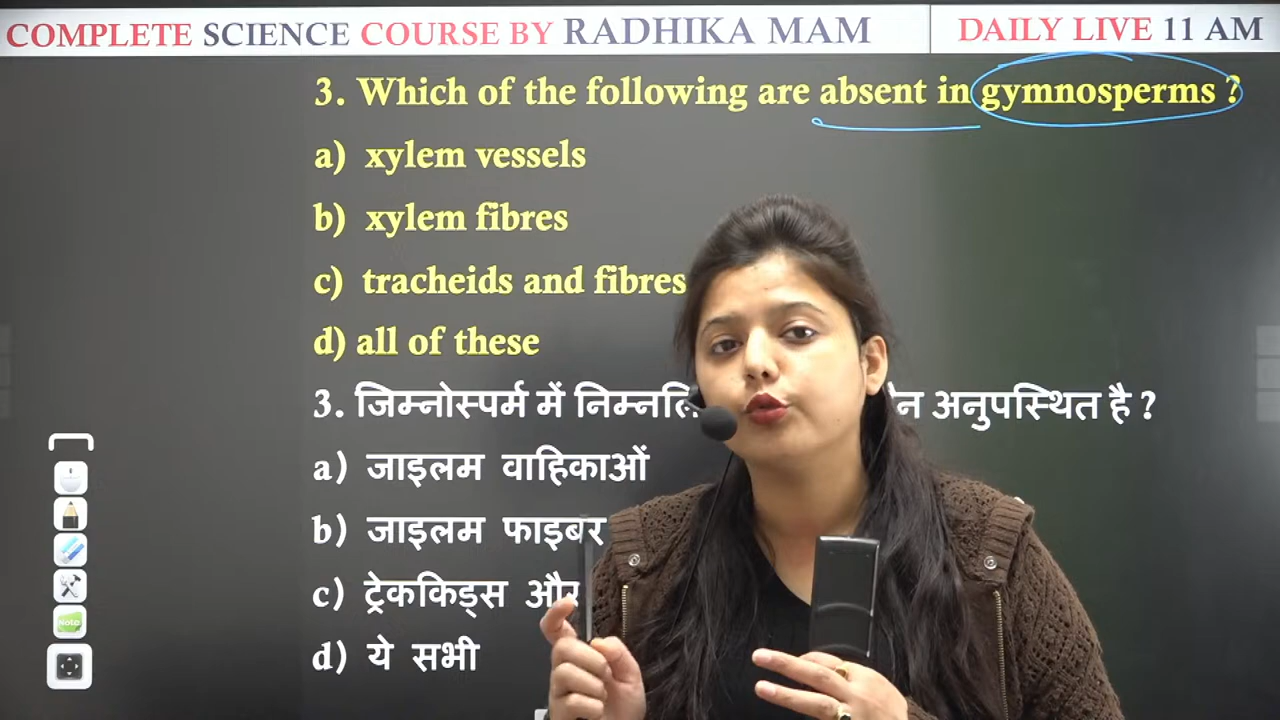 COMPLETE SCIENCE COURSE BY RADHIKA MAM DAILY LIVE 11 AM
3. Which of the following are absent in gymnosperms ?
a) xylem vessels
b) xylem fibres
c) tracheids and fibres
d) all of these
3. जिम्नोस्पर्म में अनुपस्थित है ?
a) जाइलम वाहिकाओं
b) जाइलम फाइबर
c) ट्रेककिड्स और
d) ये सभी
Note